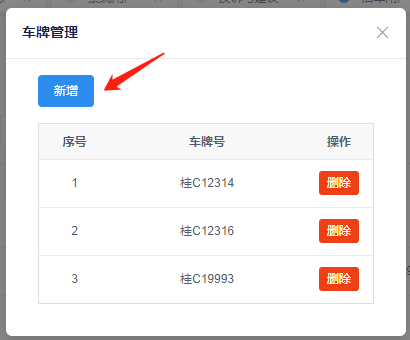 车牌管理
新增
序号 车牌号 操作
1 桂C12314 删除
2 桂C12316 删除
3 桂C19993 删除